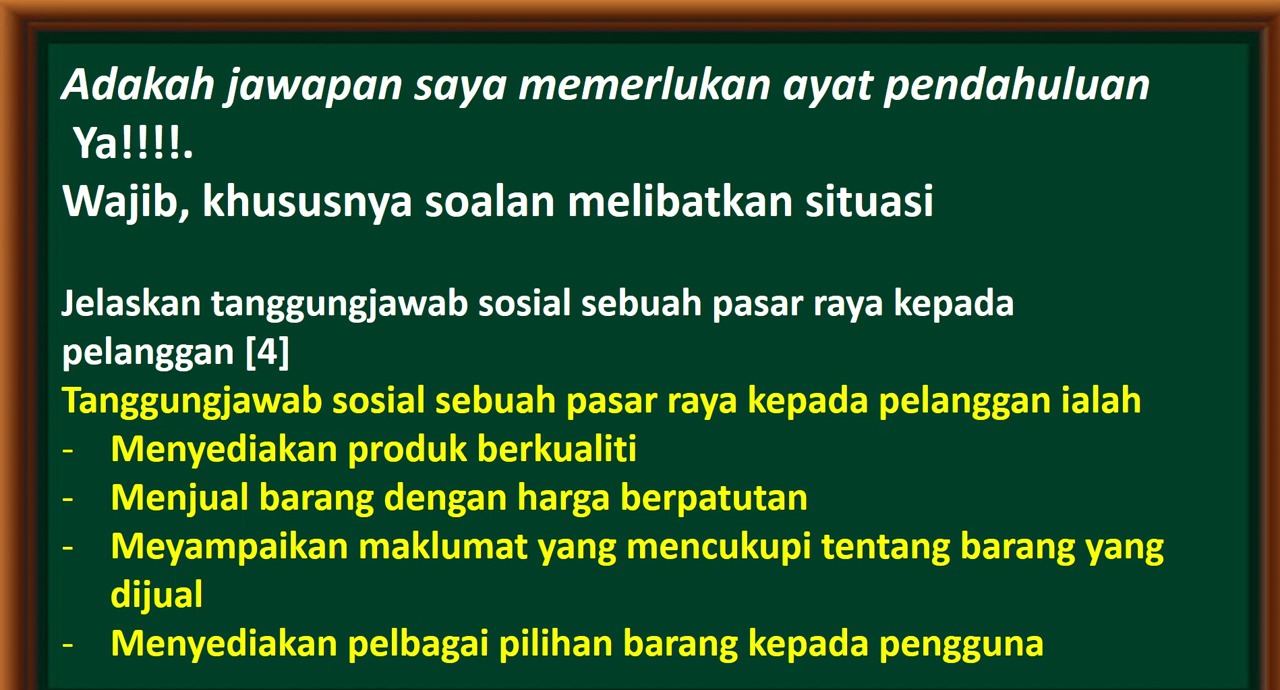 Adakah jawapan saya memerlukan ayat pendahuluan
Ya!!!!.
Wajib, khususnya soalan melibatkan situasi
Jelaskan tanggungjawab sosial sebuah pasar raya kepada
pelanggan [4]
Tanggungjawab sosial sebuah pasar raya kepada pelanggan ialah
- Menyediakan produk berkualiti
- Menjual barang dengan harga berpatutan
- Meyampaikan maklumat yang mencukupi tentang barang yang
dijual
- Menyediakan pelbagai pilihan barang kepada pengguna